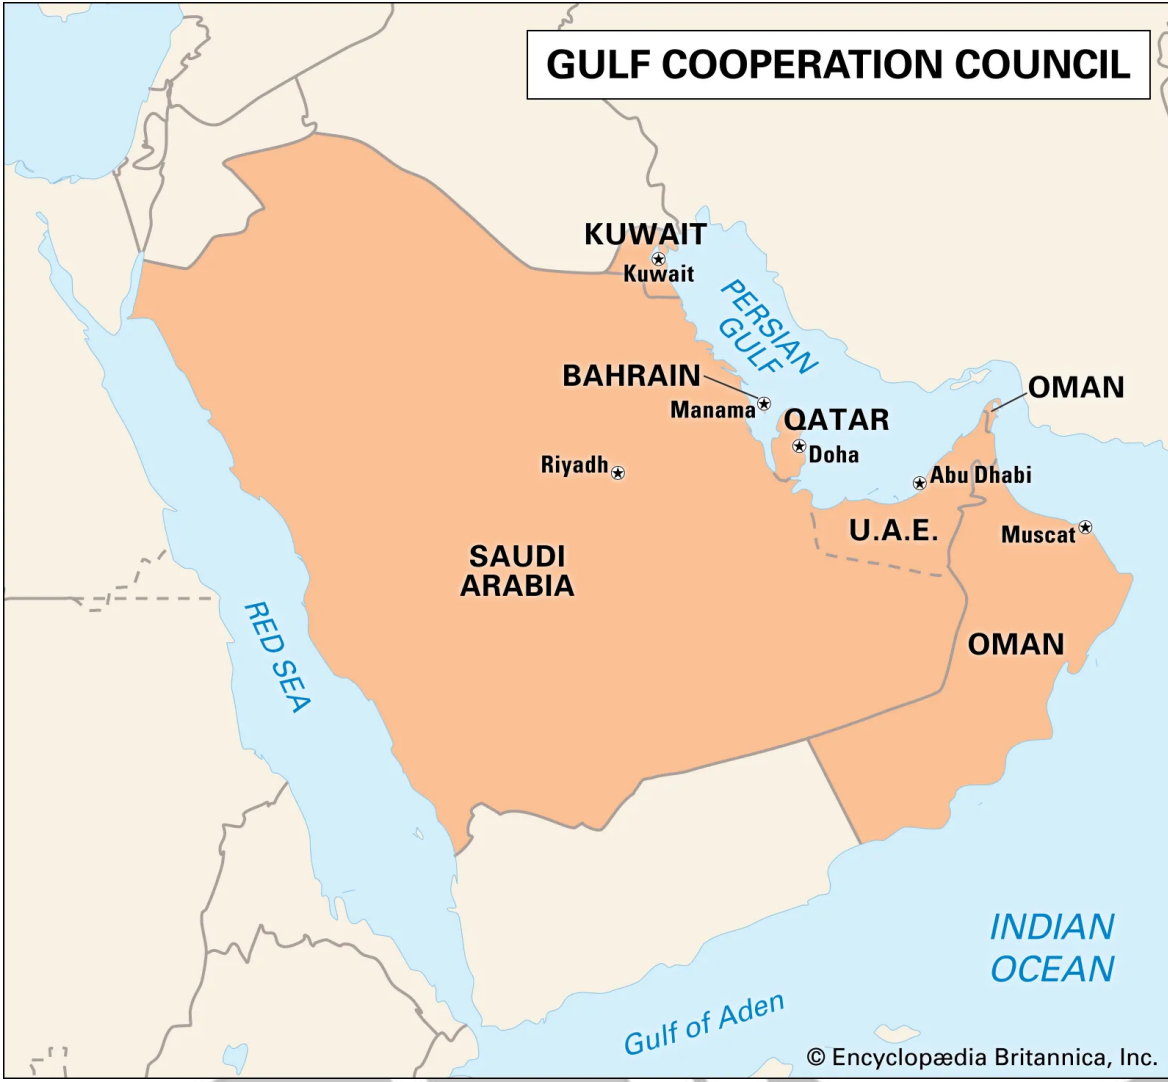 GULF COOPERATION COUNCIL
KUWAIT
Kuwait
PERSIAN
GULF
BAHRAIN
Manama
QATAR
Doha
OMAN
Riyadh
Abu Dhabi
U.A.E.
Muscat
SAUDI
ARABIA
RED SEA
OMAN
INDIAN
OCEAN
Gulf of Aden
© Encyclopædia Britannica, Inc.